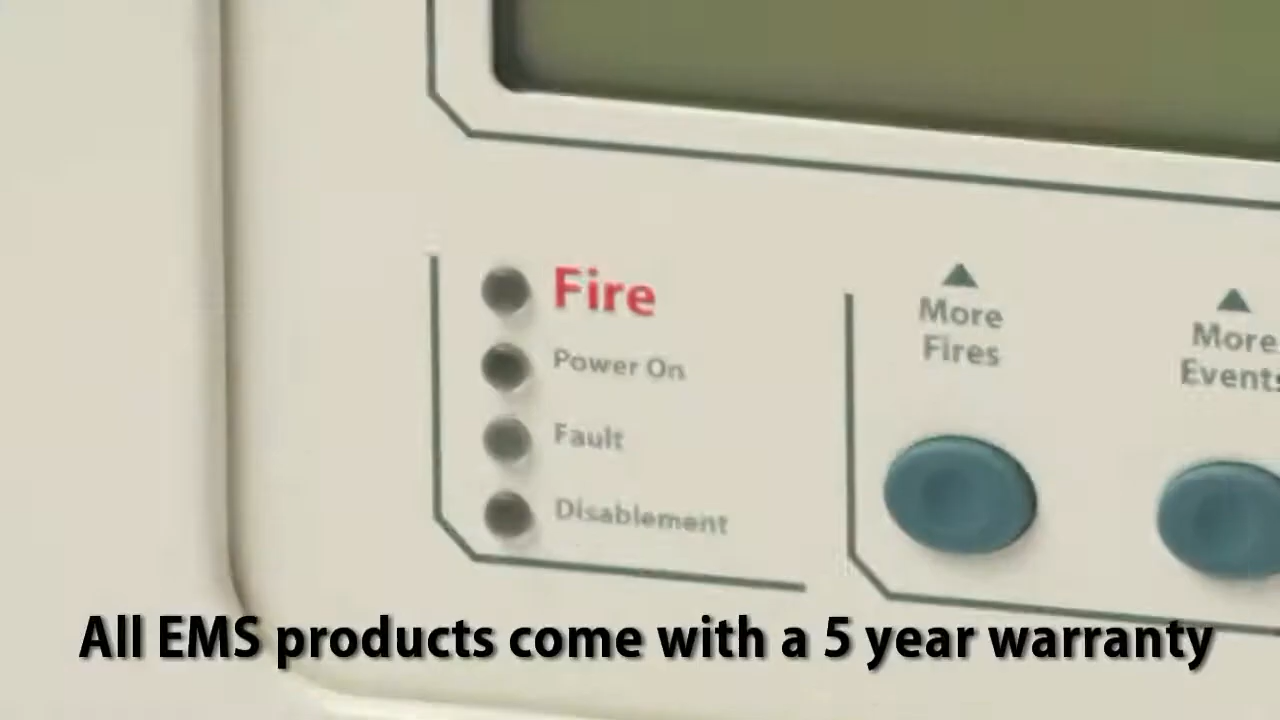 Fire
Power On
Fault
Disablement
More
Fires
More
Events
All EMS products come with a 5 year warranty